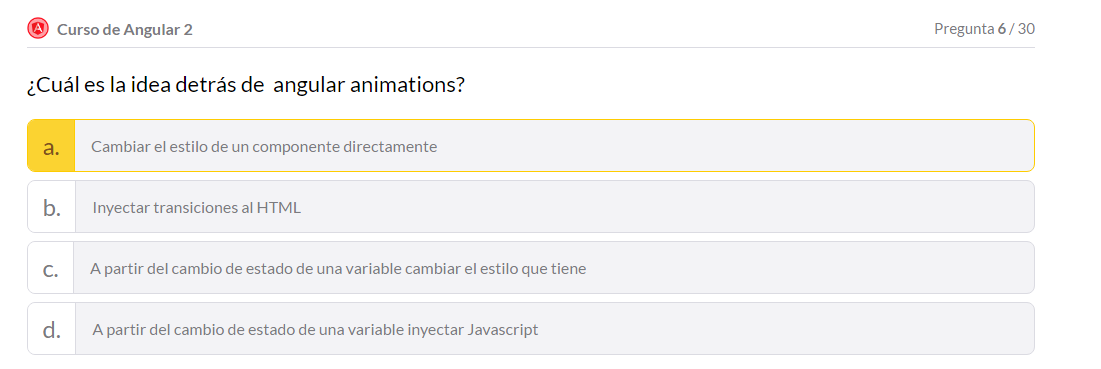 Curso de Angular 2
Pregunta 6 / 30
¿Cuál es la idea detrás de angular animations?
a. Cambiar el estilo de un componente directamente
b. Inyectar transiciones al HTML
c. A partir del cambio de estado de una variable cambiar el estilo que tiene
d. A partir del cambio de estado de una variable inyectar Javascript